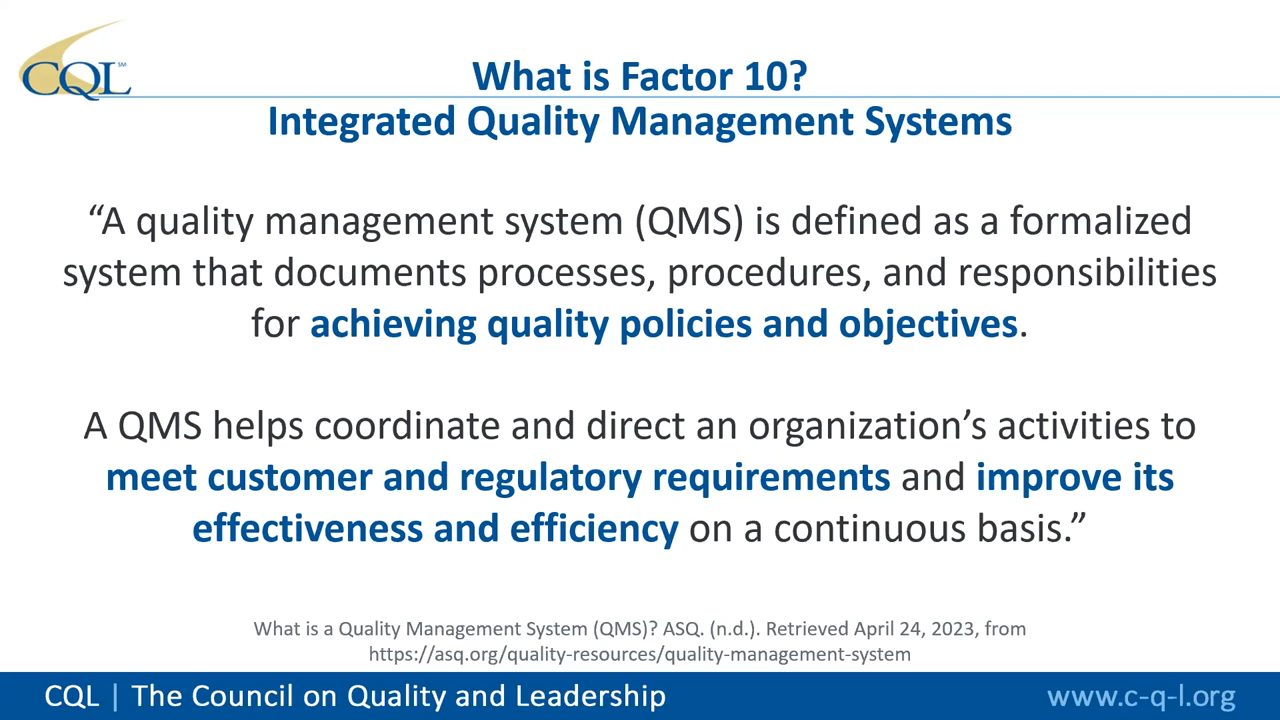 CQL SM
What is Factor 10?
Integrated Quality Management Systems
“A quality management system (QMS) is defined as a formalized
system that documents processes, procedures, and responsibilities
for achieving quality policies and objectives.
A QMS helps coordinate and direct an organization’s activities to
meet customer and regulatory requirements and improve its
effectiveness and efficiency on a continuous basis.”
What is a Quality Management System (QMS)? ASQ. (n.d.). Retrieved April 24, 2023, from
https://asq.org/quality-resources/quality-management-system
CQL | The Council on Quality and Leadership
www.c-q-l.org